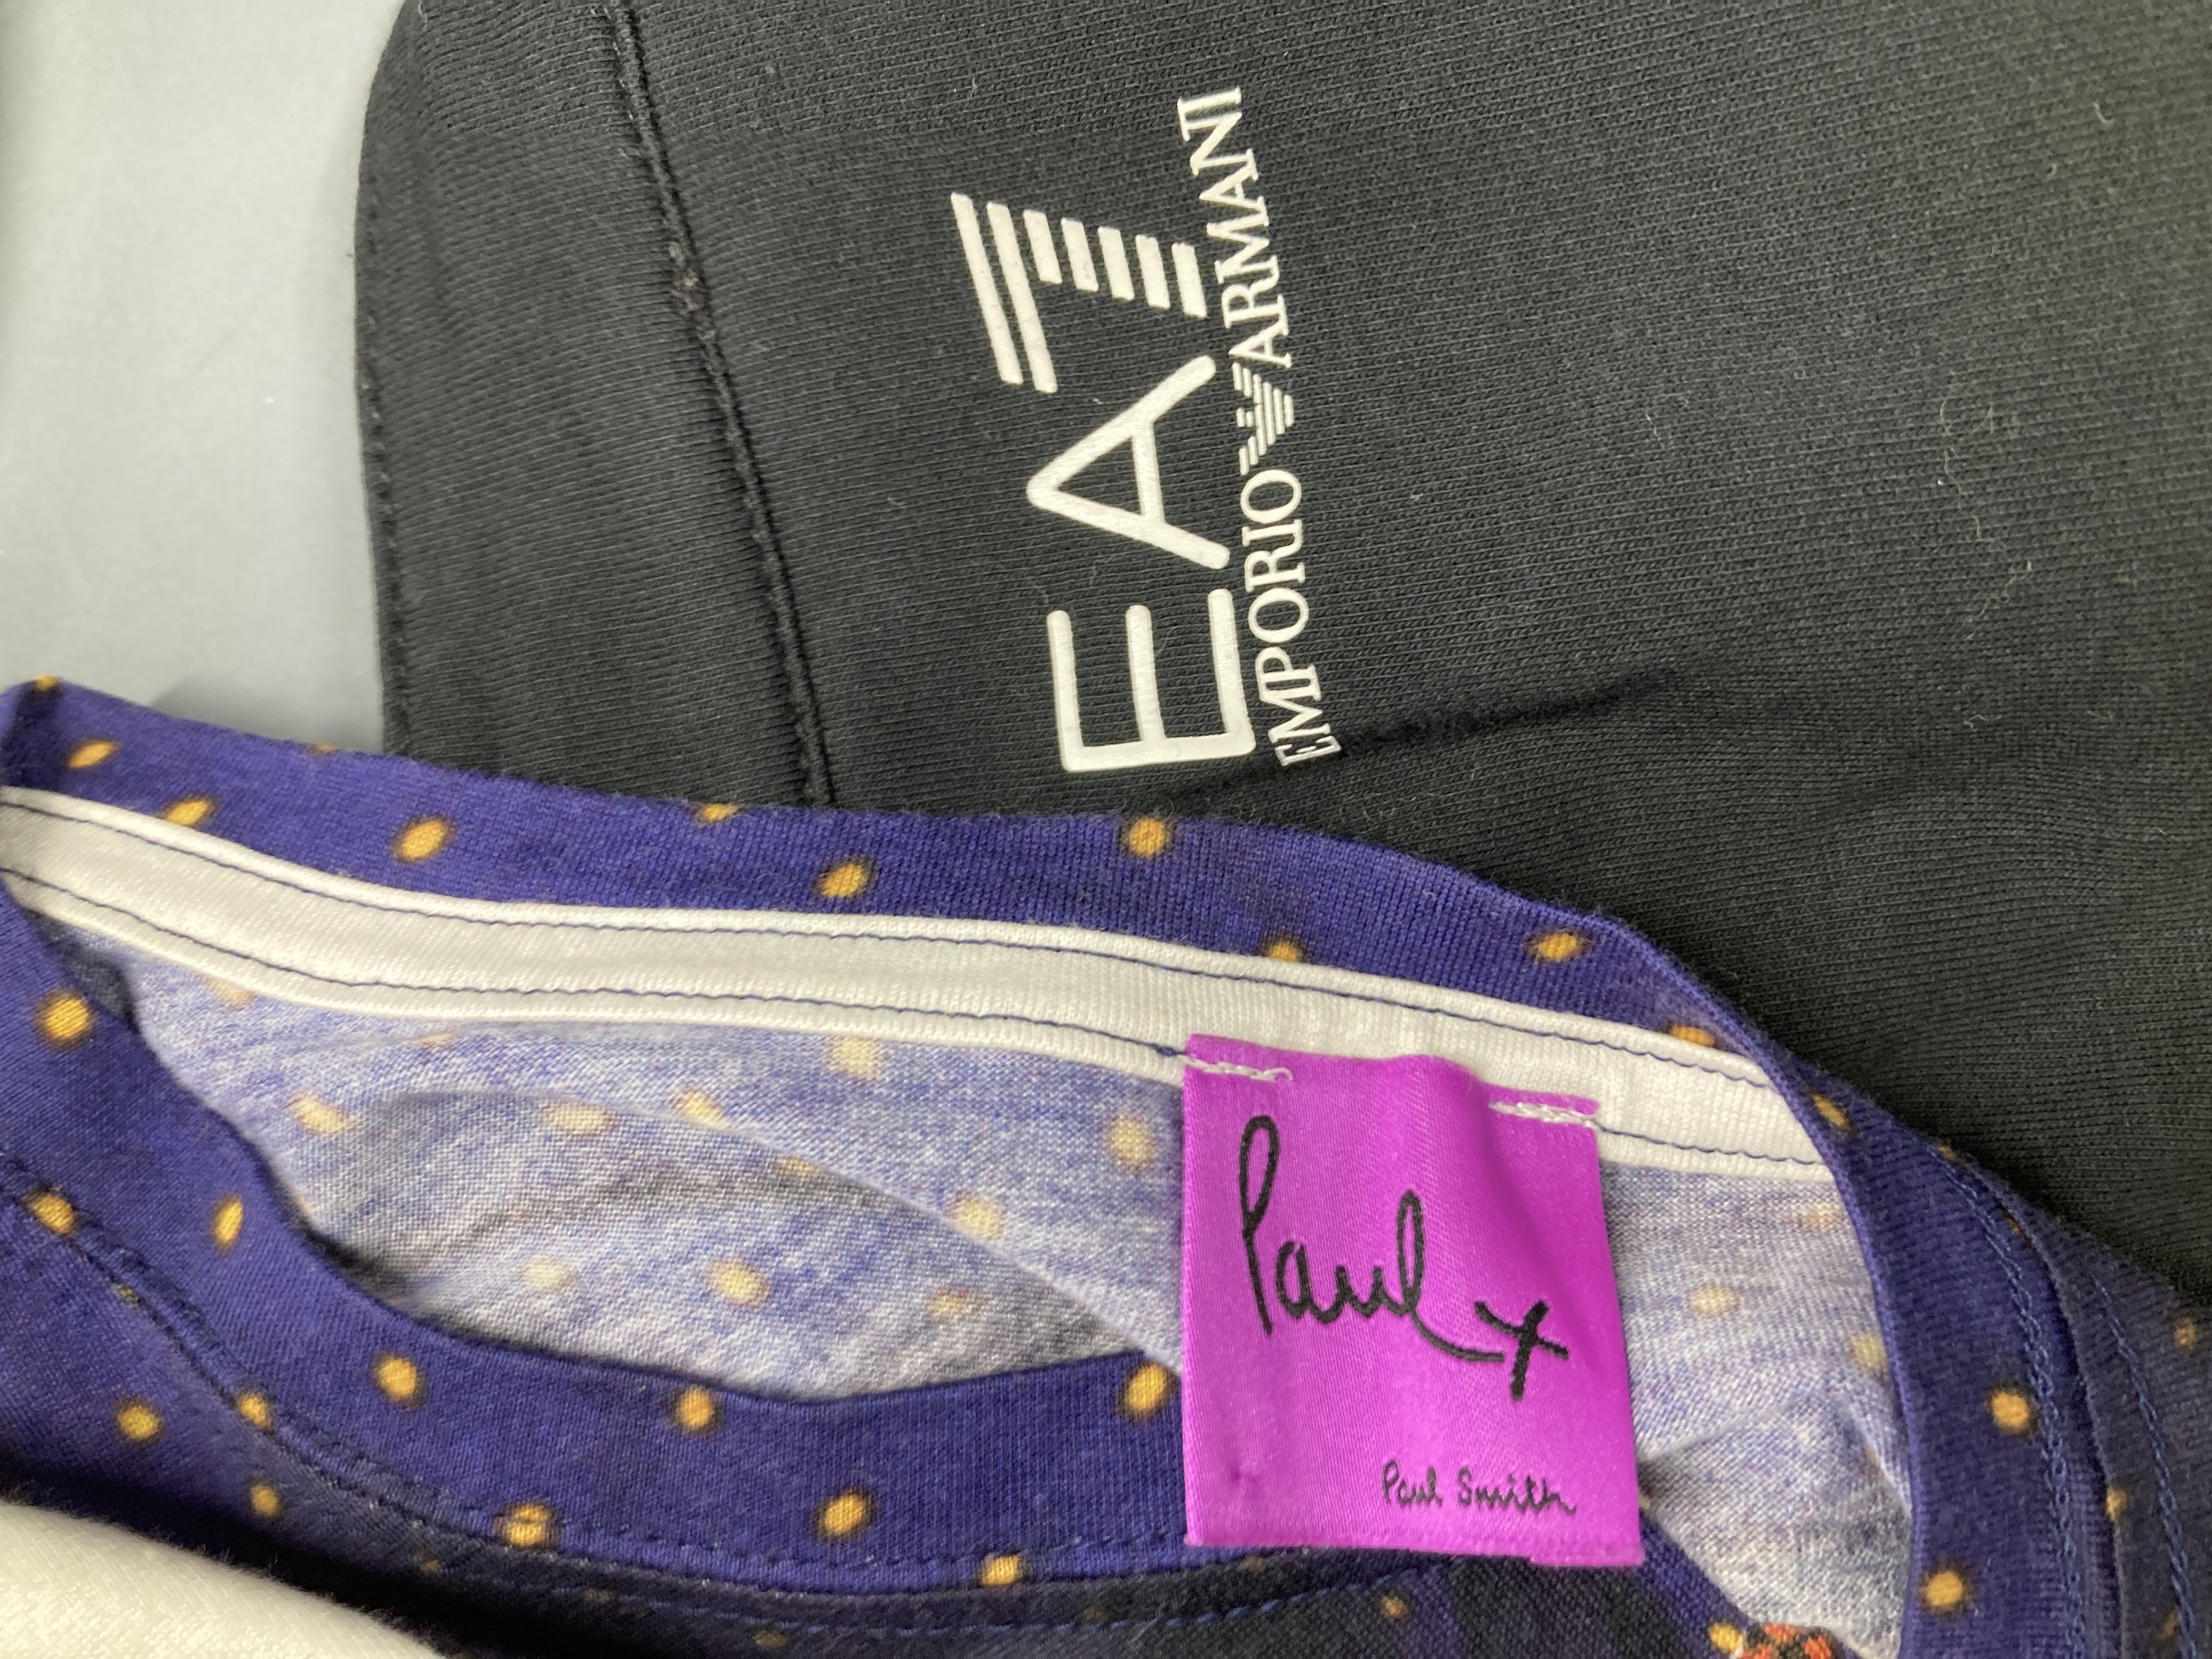 EA7
EMPORIO ARMANI
Paul x
Paul Smith